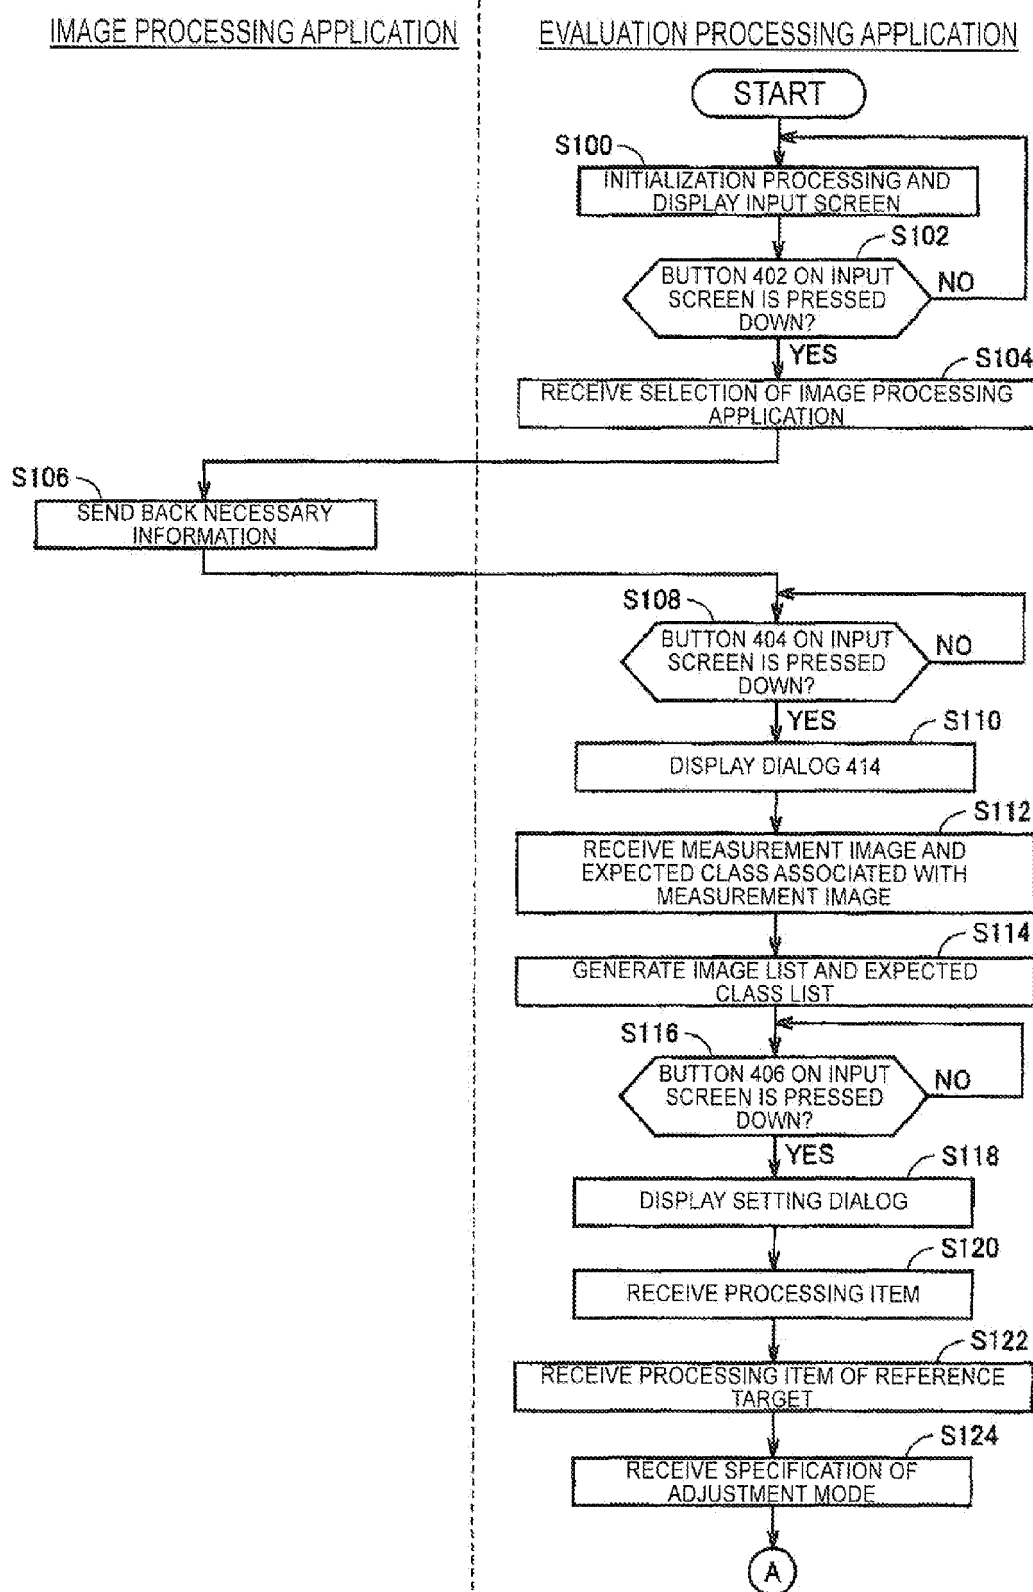 IMAGE PROCESSING APPLICATION
EVALUATION PROCESSING APPLICATION
START
S100
INITIALIZATION PROCESSING AND
DISPLAY INPUT SCREEN
S102
BUTTON 402 ON INPUT
SCREEN IS PRESSED
DOWN?
NO
YES
S104
RECEIVE SELECTION OF IMAGE PROCESSING
APPLICATION
S106
SEND BACK NECESSARY
INFORMATION
S108
BUTTON 404 ON INPUT
SCREEN IS PRESSED
DOWN?
NO
YES
S110
DISPLAY DIALOG 414
S112
RECEIVE MEASUREMENT IMAGE AND
EXPECTED CLASS ASSOCIATED WITH
MEASUREMENT IMAGE
S114
GENERATE IMAGE LIST AND EXPECTED
CLASS LIST
S116
BUTTON 406 ON INPUT
SCREEN IS PRESSED
DOWN?
NO
YES
S118
DISPLAY SETTING DIALOG
S120
RECEIVE PROCESSING ITEM
S122
RECEIVE PROCESSING ITEM OF REFERENCE
TARGET
S124
RECEIVE SPECIFICATION OF
ADJUSTMENT MODE
A